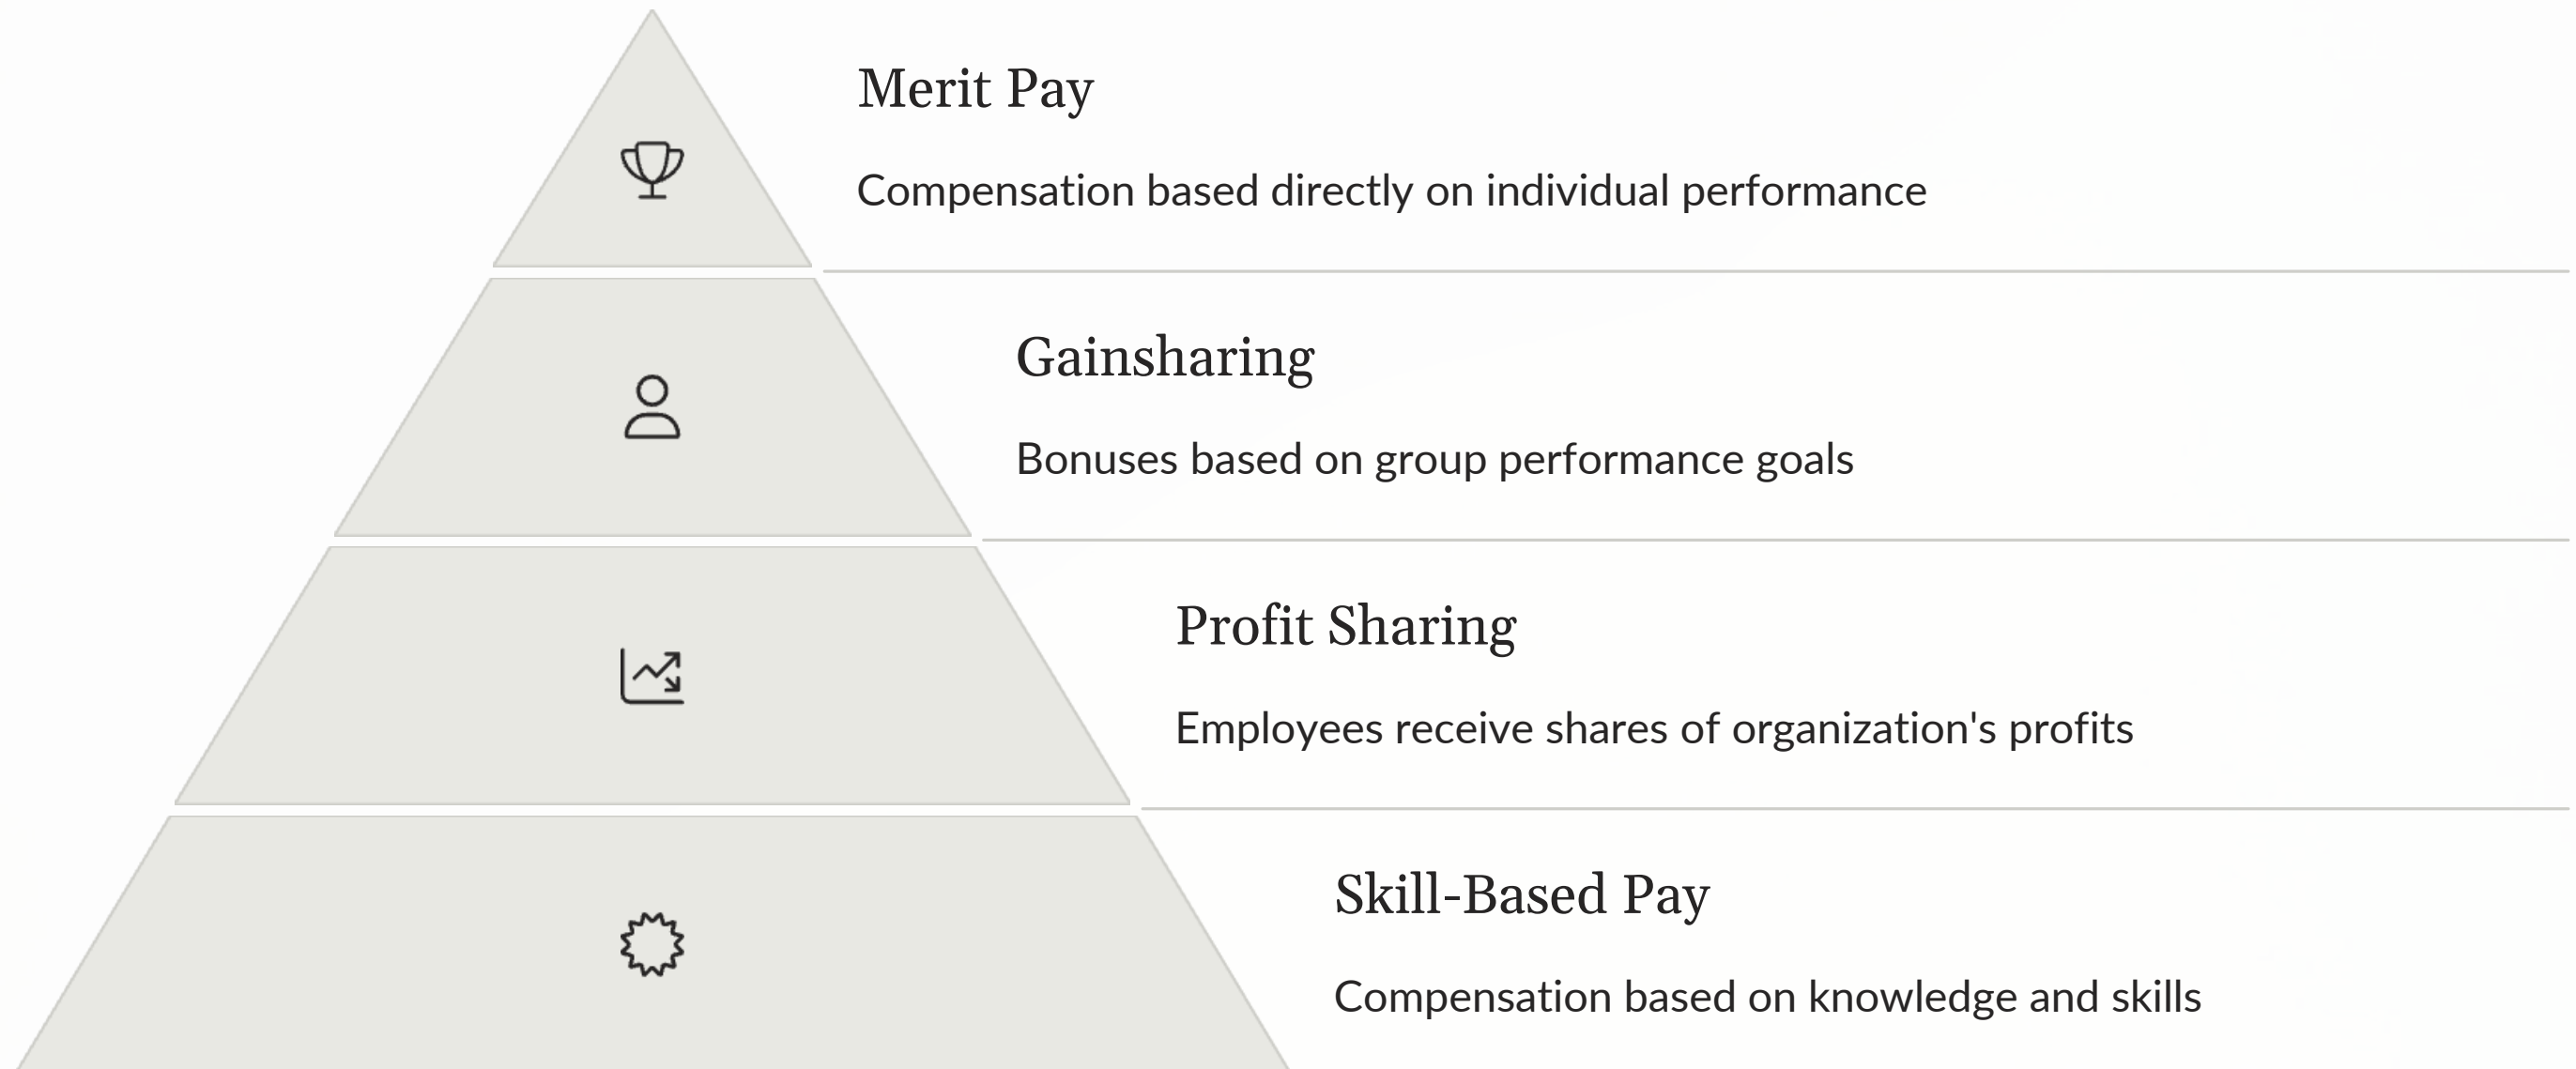 Merit Pay
Compensation based directly on individual performance
Gainsharing
Bonuses based on group performance goals
Profit Sharing
Employees receive shares of organization's profits
Skill-Based Pay
Compensation based on knowledge and skills